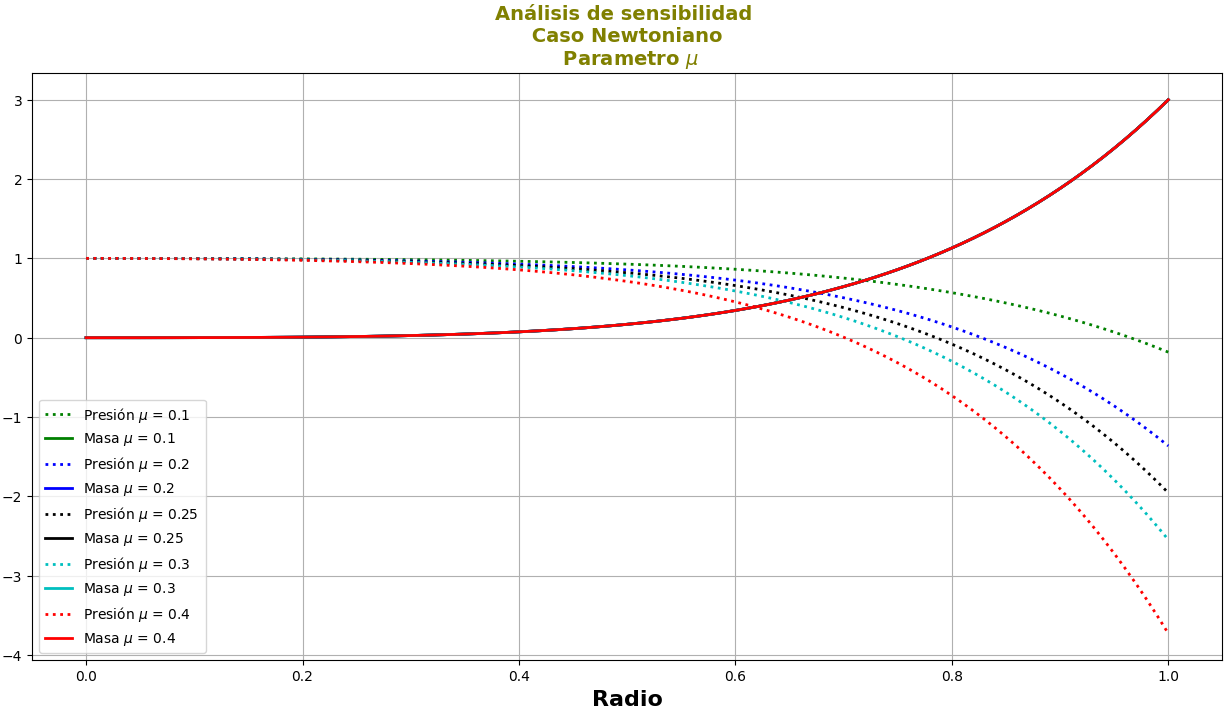 Análisis de sensibilidad
Caso Newtoniano
Parametro μ
3
2
1
0
−1
−2
−3
−4
Presión μ = 0.1
Masa μ = 0.1
Presión μ = 0.2
Masa μ = 0.2
Presión μ = 0.25
Masa μ = 0.25
Presión μ = 0.3
Masa μ = 0.3
Presión μ = 0.4
Masa μ = 0.4
0.0 0.2 0.4 0.6 0.8 1.0
Radio